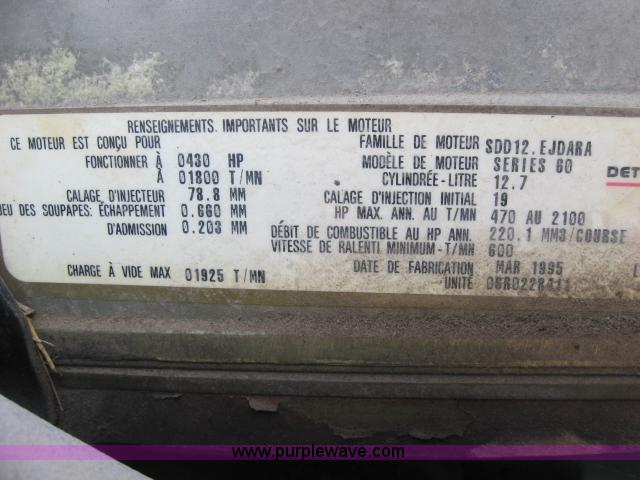 RENSEIGNEMENTS IMPORTANTS SUR LE MOTEUR
CE MOTEUR EST CONÇU POUR
FONCTIONNER À 0430 HP
À 01800 T/MN
CALAGE D'INJECTEUR 78.8 MM
JEU DES SOUPAPES: ÉCHAPPEMENT 0.660 MM
D'ADMISSION 0.203 MM
CHARGE À VIDE MAX 01925 T/MN
FAMILLE DE MOTEUR SDD12.EJDARA
MODÈLE DE MOTEUR SERIES 60
CYLINDRÉE-LITRE 12.7
CALAGE D'INJECTION INITIAL 19
HP MAX. ANN. AU T/MN 470 AU 2100
DÉBIT DE COMBUSTIBLE AU HP ANN. 220.1 MM3/COURSE
VITESSE DE RALENTI MINIMUM-T/MN 600
DATE DE FABRICATION MAR 1995
UNITÉ
DET
www.purplewave.com